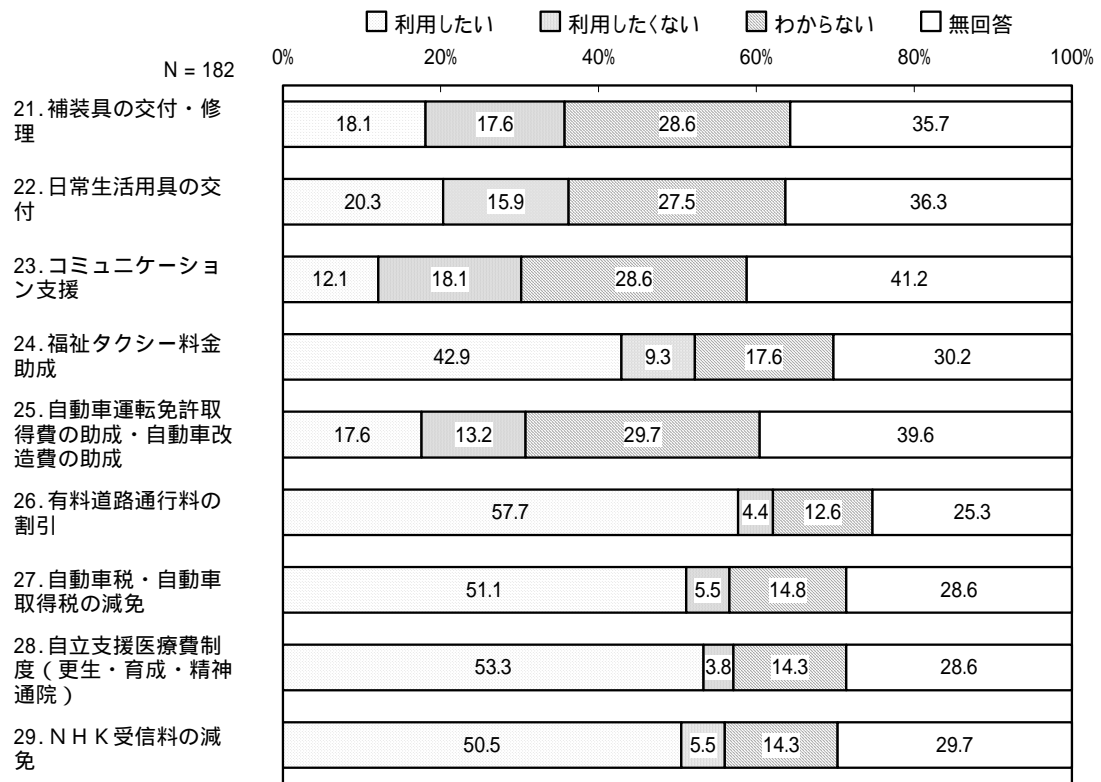 利用したい 利用したくない わからない 無回答
N = 182
0% 20% 40% 60% 80% 100%
21.補装具の交付・修
理
18.1 17.6 28.6 35.7
22.日常生活用具の交
付
20.3 15.9 27.5 36.3
23.コミュニケーショ
ン支援
12.1 18.1 28.6 41.2
24.福祉タクシー料金
助成
42.9 9.3 17.6 30.2
25.自動車運転免許取
得費の助成・自動車改
造費の助成
17.6 13.2 29.7 39.6
26.有料道路通行料の
割引
57.7 4.4 12.6 25.3
27.自動車税・自動車
取得税の減免
51.1 5.5 14.8 28.6
28.自立支援医療費制
度（更生・育成・精神
通院）
53.3 3.8 14.3 28.6
29.ＮＨＫ受信料の減
免
50.5 5.5 14.3 29.7